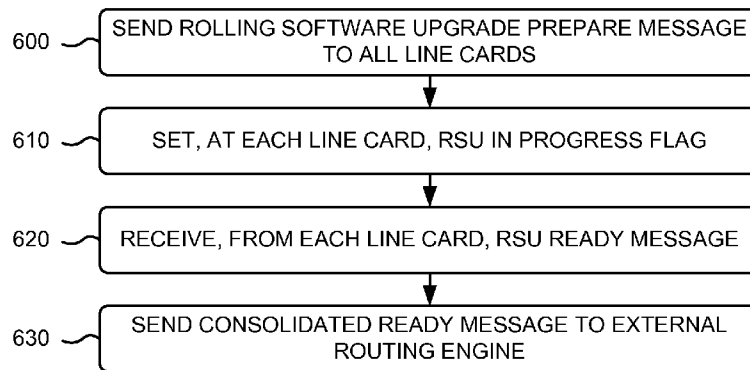 600
SEND ROLLING SOFTWARE UPGRADE PREPARE MESSAGE
TO ALL LINE CARDS
610
SET, AT EACH LINE CARD, RSU IN PROGRESS FLAG
620
RECEIVE, FROM EACH LINE CARD, RSU READY MESSAGE
630
SEND CONSOLIDATED READY MESSAGE TO EXTERNAL
ROUTING ENGINE